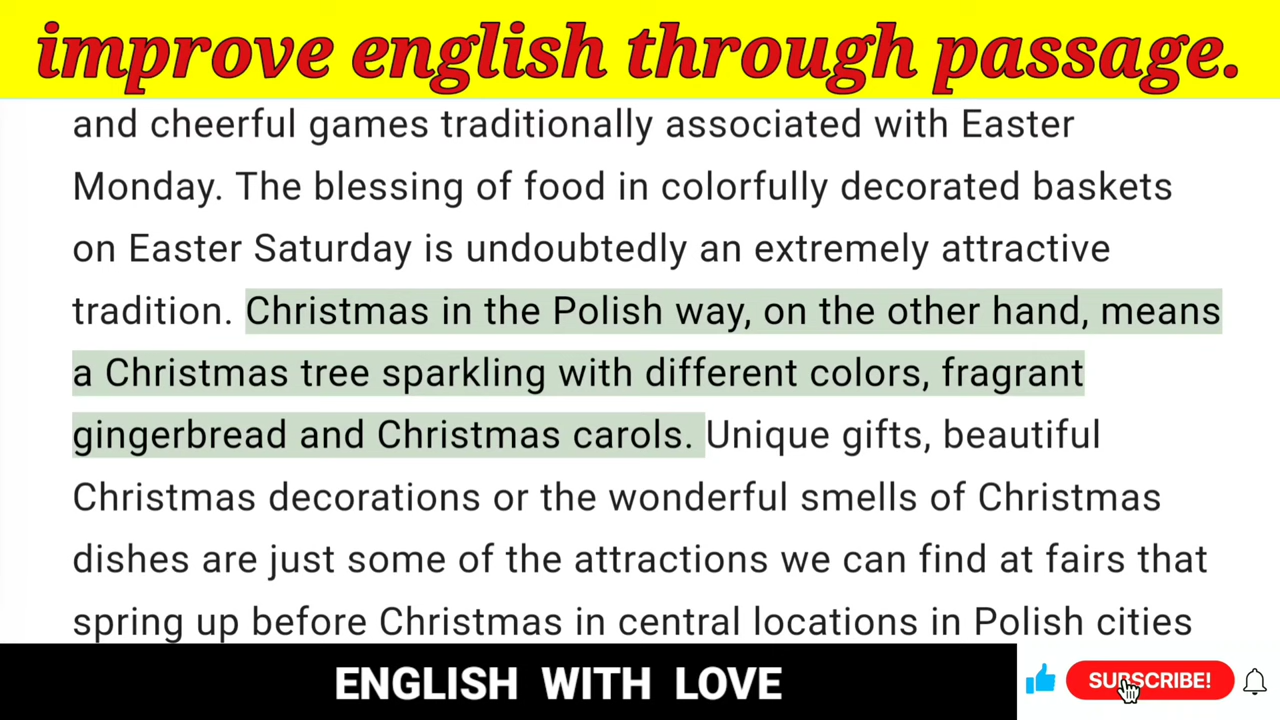 improve english through passage.
and cheerful games traditionally associated with Easter
Monday. The blessing of food in colorfully decorated baskets
on Easter Saturday is undoubtedly an extremely attractive
tradition. Christmas in the Polish way, on the other hand, means
a Christmas tree sparkling with different colors, fragrant
gingerbread and Christmas carols. Unique gifts, beautiful
Christmas decorations or the wonderful smells of Christmas
dishes are just some of the attractions we can find at fairs that
spring up before Christmas in central locations in Polish cities
ENGLISH WITH LOVE
SUBSCRIBE!